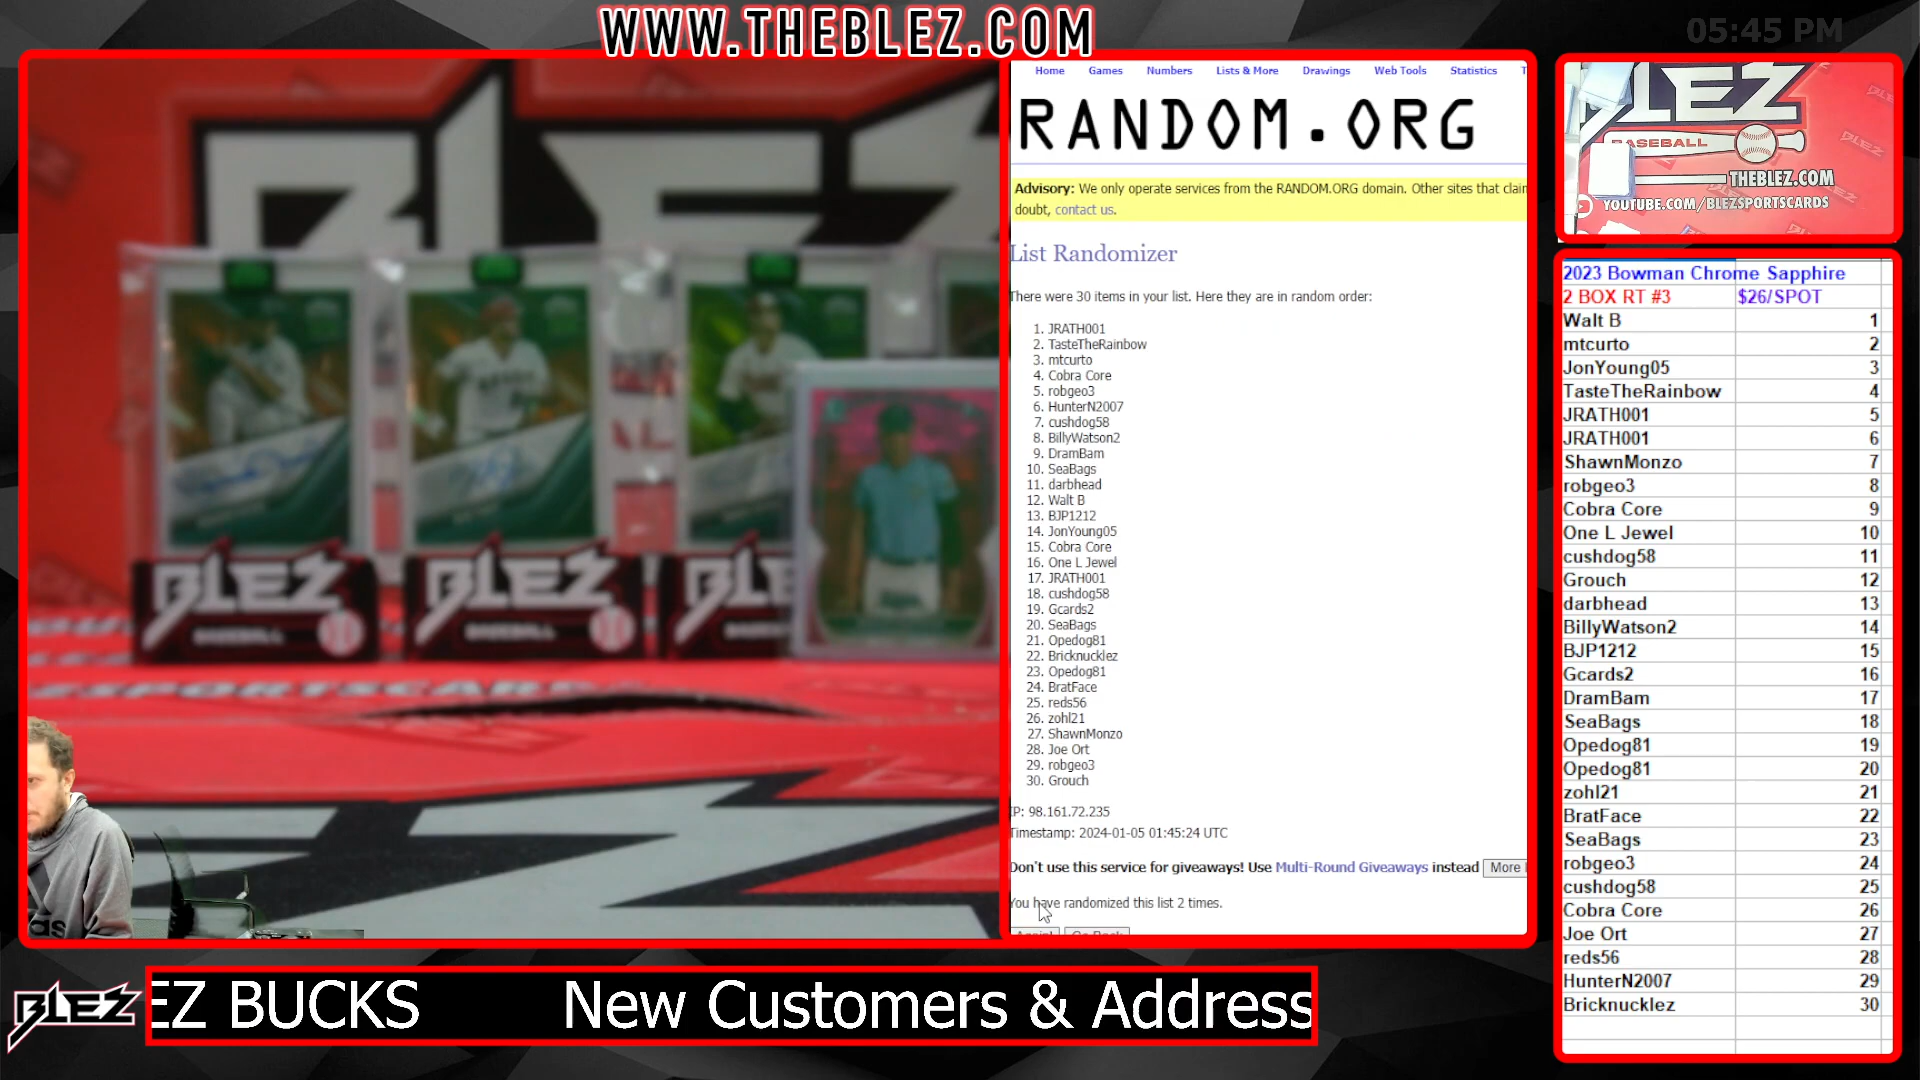 WWW.THEBLEZ.COM
05:45 PM
BLEZ
BLEZ
BASEBALL
BLEZ
BASEBALL
BLEZ
Home Games Numbers Lists & More Drawings Web Tools Statistics T
RANDOM.ORG
Advisory: We only operate services from the RANDOM.ORG domain. Other sites that clain
doubt, contact us.
List Randomizer
There were 30 items in your list. Here they are in random order:
1. JRATH001
2. TasteTheRainbow
3. mtcurto
4. Cobra Core
5. robgeo3
6. HunterN2007
7. cushdog58
8. BillyWatson2
9. DramBam
10. SeaBags
11. darbhead
12. Walt B
13. BJP1212
14. JonYoung05
15. Cobra Core
16. One L Jewel
17. JRATH001
18. cushdog58
19. Gcards2
20. SeaBags
21. Opedog81
22. Bricknucklez
23. Opedog81
24. BratFace
25. reds56
26. zohl21
27. ShawnMonzo
28. Joe Ort
29. robgeo3
30. Grouch
IP: 98.161.72.235
Timestamp: 2024-01-05 01:45:24 UTC
Don't use this service for giveaways! Use Multi-Round Giveaways instead More
You have randomized this list 2 times.
BLEZ
BASEBALL
THEBLEZ.COM
YOUTUBE.COM/BLEZSPORTSCARDS
2023 Bowman Chrome Sapphire
2 BOX RT #3 $26/SPOT
Walt B 1
mtcurto 2
JonYoung05 3
TasteTheRainbow 4
JRATH001 5
JRATH001 6
ShawnMonzo 7
robgeo3 8
Cobra Core 9
One L Jewel 10
cushdog58 11
Grouch 12
darbhead 13
BillyWatson2 14
BJP1212 15
Gcards2 16
DramBam 17
SeaBags 18
Opedog81 19
Opedog81 20
zohl21 21
BratFace 22
SeaBags 23
robgeo3 24
cushdog58 25
Cobra Core 26
Joe Ort 27
reds56 28
HunterN2007 29
Bricknucklez 30
BLEZ
EZ BUCKS New Customers & Address